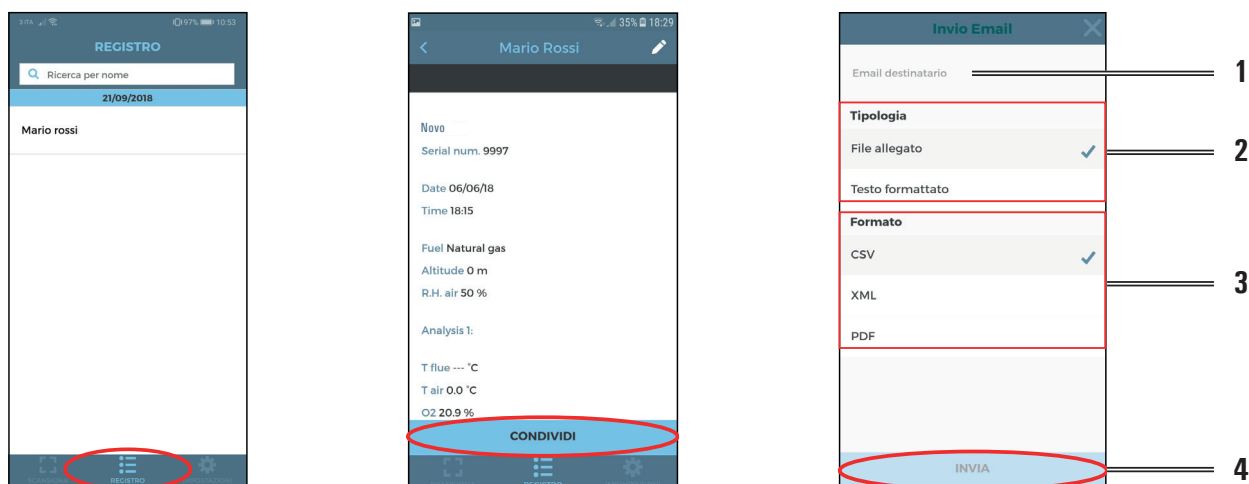 3 ITA 97% 10:53
REGISTRO
Ricerca per nome
21/09/2018
Mario rossi
REGISTRO
35% 18:29
Mario Rossi
Novo
Serial num. 9997
Date 06/06/18
Time 18:15
Fuel Natural gas
Altitude 0 m
R.H. air 50 %
Analysis 1:
T flue --- °C
T air 0.0 °C
O2 20.9 %
CONDIVIDI
REGISTRO
Invio Email
Email destinatario
1
Tipologia
File allegato
2
Testo formattato
Formato
CSV
XML
3
PDF
INVIA
4